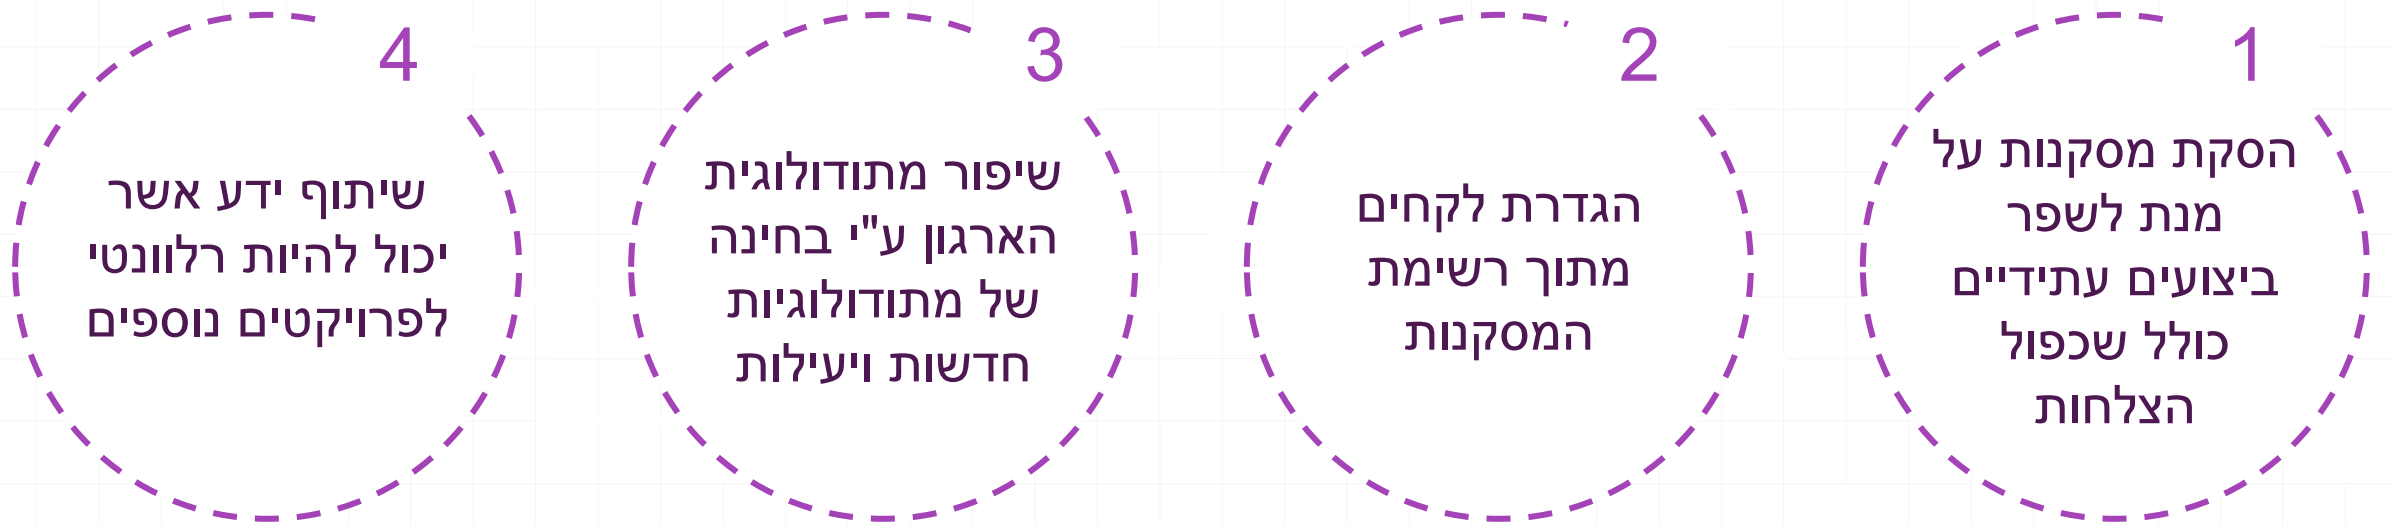 1
הסקת מסקנות על
מנת לשפר
ביצועים עתידיים
כולל שכפול
הצלחות
2
הגדרת לקחים
מתוך רשימת
המסקנות
3
שיפור מתודולוגית
הארגון ע"י בחינה
של מתודולוגיות
חדשות ויעילות
4
שיתוף ידע אשר
יכול להיות רלוונטי
לפרויקטים נוספים